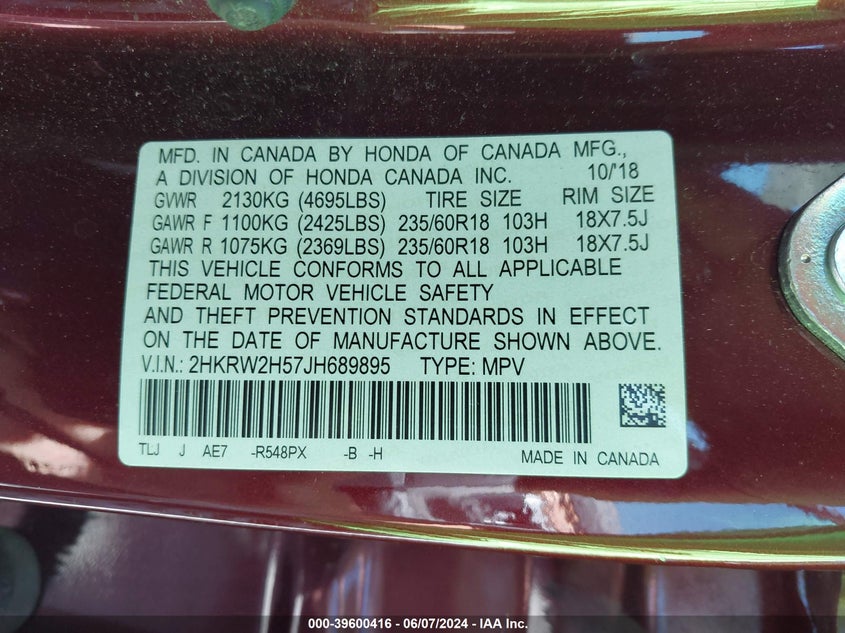 MFD. IN CANADA BY HONDA OF CANADA MFG.,
A DIVISION OF HONDA CANADA INC. 10/'18
GVWR 2130KG (4695LBS) TIRE SIZE RIM SIZE
GAWR F 1100KG (2425LBS) 235/60R18 103H 18X7.5J
GAWR R 1075KG (2369LBS) 235/60R18 103H 18X7.5J
THIS VEHICLE CONFORMS TO ALL APPLICABLE
FEDERAL MOTOR VEHICLE SAFETY
AND THEFT PREVENTION STANDARDS IN EFFECT
ON THE DATE OF MANUFACTURE SHOWN ABOVE.
V.I.N.: 2HKRW2H57JH689895 TYPE: MPV
TLJ J AE7 -R548PX -B -H MADE IN CANADA
000-39600416 - 06/07/2024 - IAA Inc.